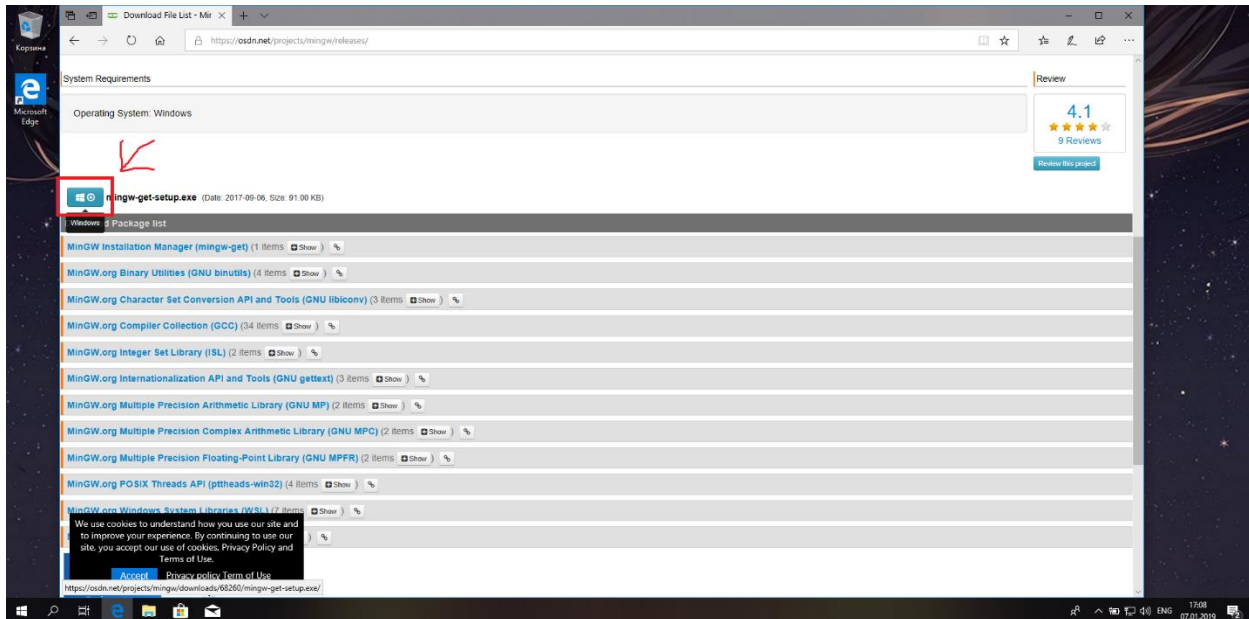 Корзина
Microsoft
Edge
Download File List - Mir
https://osdn.net/projects/mingw/releases/
System Requirements
Operating System: Windows
Review
4.1
9 Reviews
Review this project
mingw-get-setup.exe (Date: 2017-09-06, Size: 91.00 KB)
Windows
d Package list
MinGW Installation Manager (mingw-get) (1 items Show )
MinGW.org Binary Utilities (GNU binutils) (4 items Show )
MinGW.org Character Set Conversion API and Tools (GNU libiconv) (3 items Show )
MinGW.org Compiler Collection (GCC) (34 items Show )
MinGW.org Integer Set Library (ISL) (2 items Show )
MinGW.org Internationalization API and Tools (GNU gettext) (3 items Show )
MinGW.org Multiple Precision Arithmetic Library (GNU MP) (2 items Show )
MinGW.org Multiple Precision Complex Arithmetic Library (GNU MPC) (2 items Show )
MinGW.org Multiple Precision Floating-Point Library (GNU MPFR) (2 items Show )
MinGW.org POSIX Threads API (pttheads-win32) (4 items Show )
MinGW.org Windows System Libraries (WSL) (7 items Show )
)
We use cookies to understand how you use our site and
to improve your experience. By continuing to use our
site, you accept our use of cookies, Privacy Policy and
Terms of Use.
Accept Privacy policy Term of Use
https://osdn.net/projects/mingw/downloads/68260/mingw-get-setup.exe/
ENG
17:08
07.01.2019